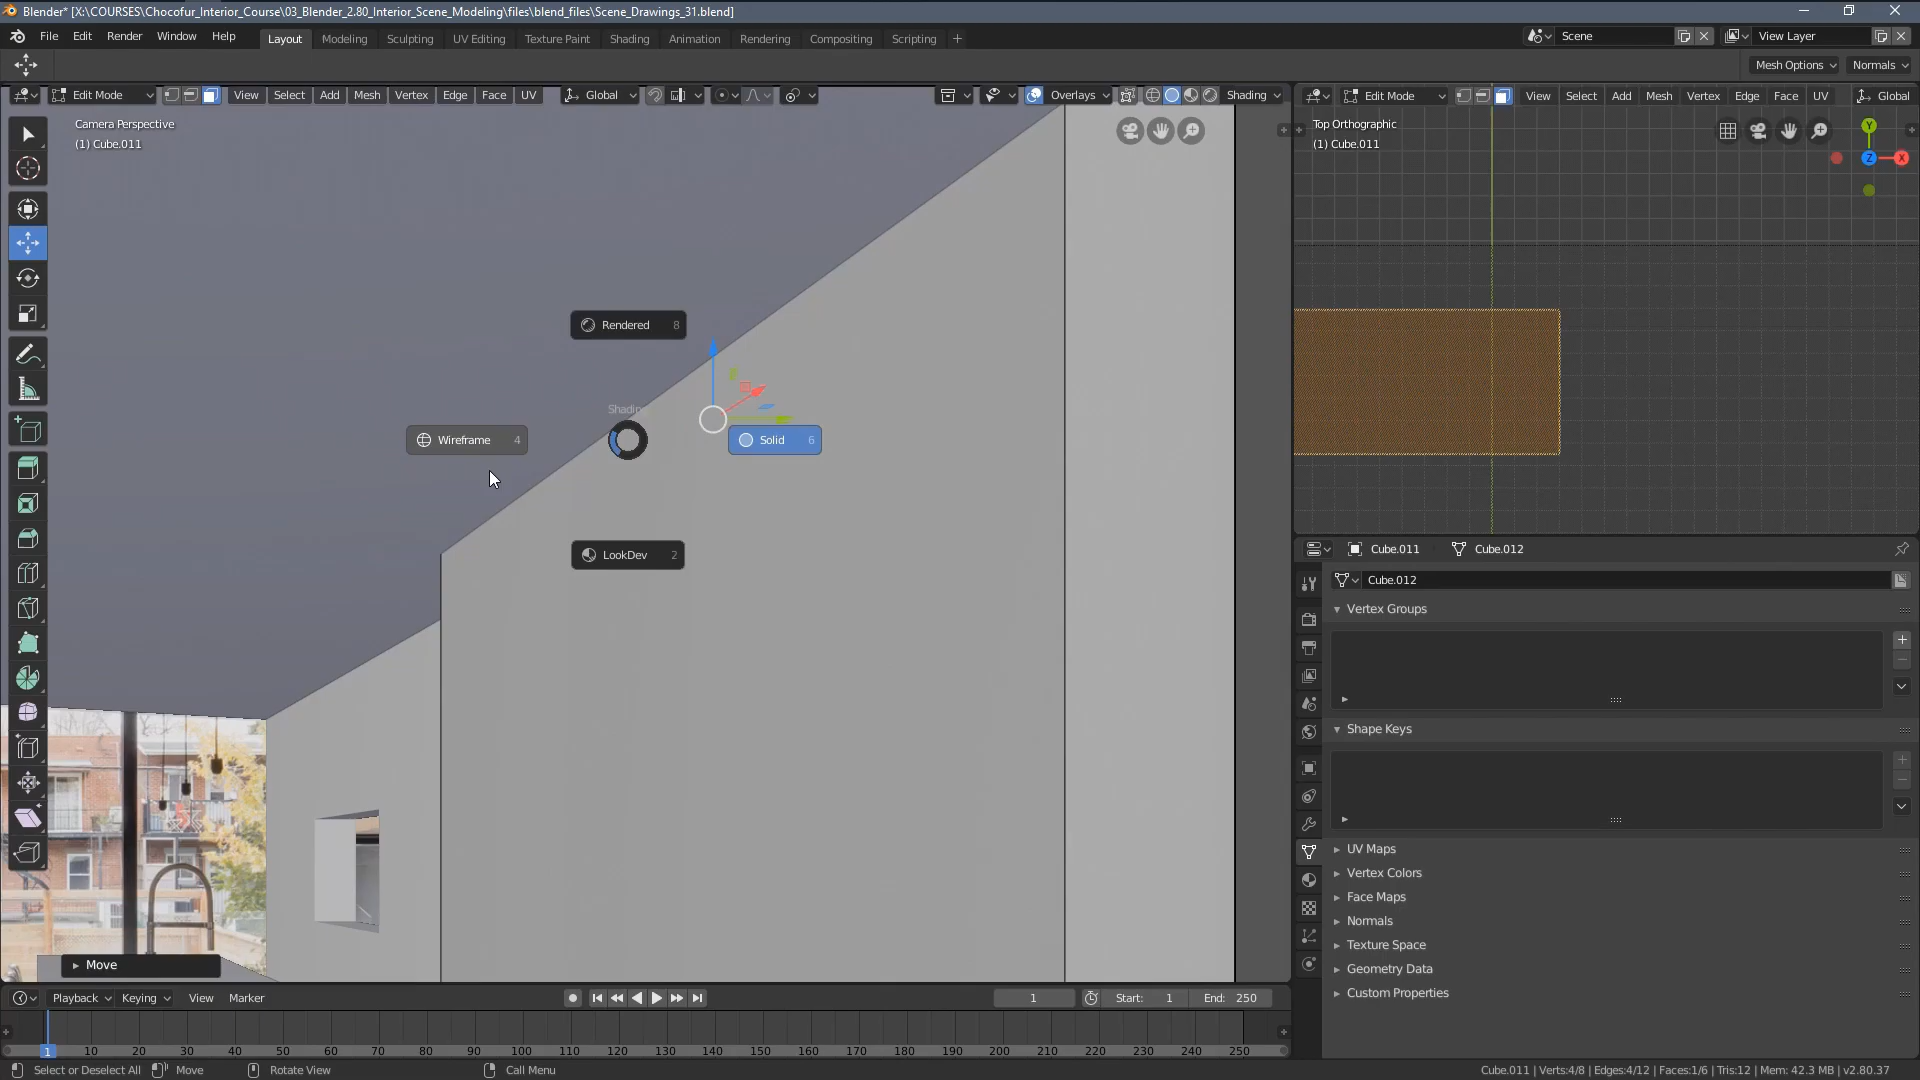 Blender* [X:\COURSES\Chocofur_Interior_Course\03_Blender_2.80_Interior_Scene_Modeling\files\blend_files\Scene_Drawings_31.blend]
File Edit Render Window Help Layout Modeling Sculpting UV Editing Texture Paint Shading Animation Rendering Compositing Scripting + Scene View Layer
Mesh Options Normals
Edit Mode View Select Add Mesh Vertex Edge Face UV Global Overlays Shading
Edit Mode View Select Add Mesh Vertex Edge Face UV Global
Camera Perspective
(1) Cube.011
Top Orthographic
(1) Cube.011
Y
Z
X
Rendered 8
Shading
Wireframe 4
Solid 6
LookDev 2
Cube.011 Cube.012
Cube.012
Vertex Groups
Shape Keys
UV Maps
Vertex Colors
Face Maps
Normals
Texture Space
Geometry Data
Custom Properties
Move
Playback Keying View Marker 1 Start: 1 End: 250
1 10 20 30 40 50 60 70 80 90 100 110 120 130 140 150 160 170 180 190 200 210 220 230 240 250
Select or Deselect All Move Rotate View Call Menu Cube.011 | Verts:4/8 | Edges:4/12 | Faces:1/6 | Tris:12 | Mem: 42.3 MB | v2.80.37